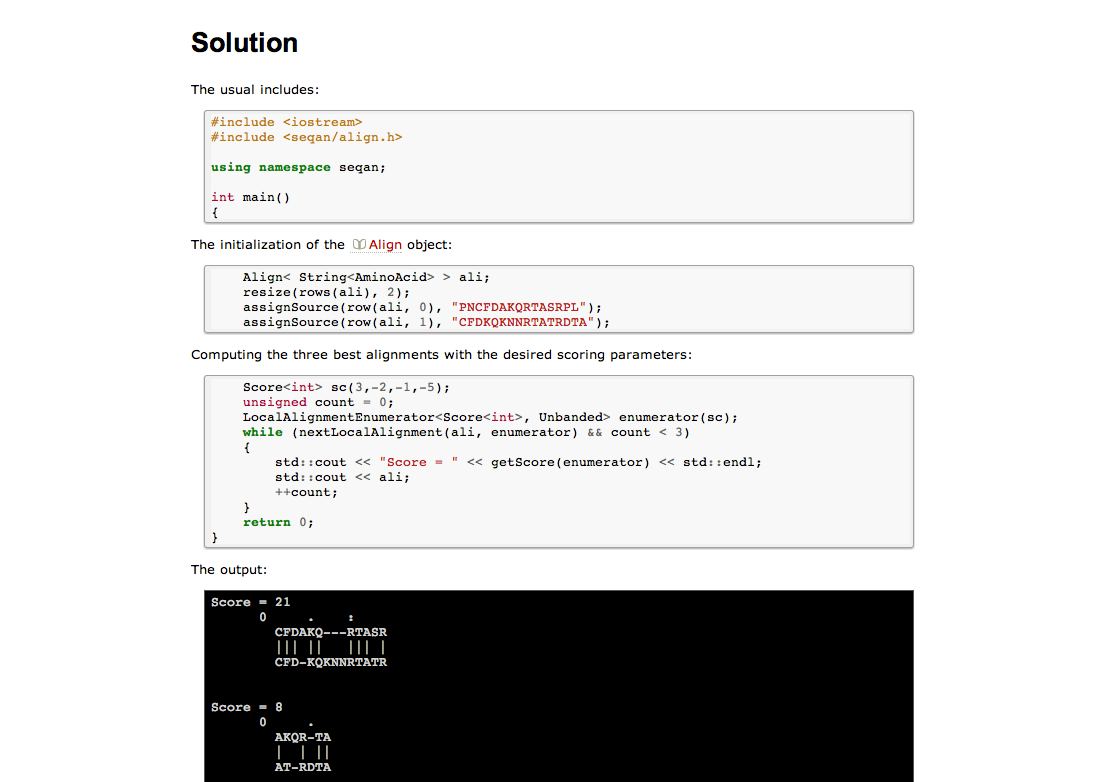 Solution
The usual includes:
#include <iostream>
#include <seqan/align.h>
using namespace seqan;
int main()
{
The initialization of the Align object:
    Align< String<AminoAcid> > ali;
    resize(rows(ali), 2);
    assignSource(row(ali, 0), "PNCFDAKQRTASRPL");
    assignSource(row(ali, 1), "CFDKQKNNRTATRDTA");
Computing the three best alignments with the desired scoring parameters:
    Score<int> sc(3,-2,-1,-5);
    unsigned count = 0;
    LocalAlignmentEnumerator<Score<int>, Unbanded> enumerator(sc);
    while (nextLocalAlignment(ali, enumerator) && count < 3)
    {
        std::cout << "Score = " << getScore(enumerator) << std::endl;
        std::cout << ali;
        ++count;
    }
    return 0;
}
The output:
Score = 21
      0     .    :
        CFDAKQ---RTASR
        ||| ||   ||| |
        CFD-KQKNNRTATR
Score = 8
      0     .
        AKQR-TA
        |  | ||
        AT-RDTA